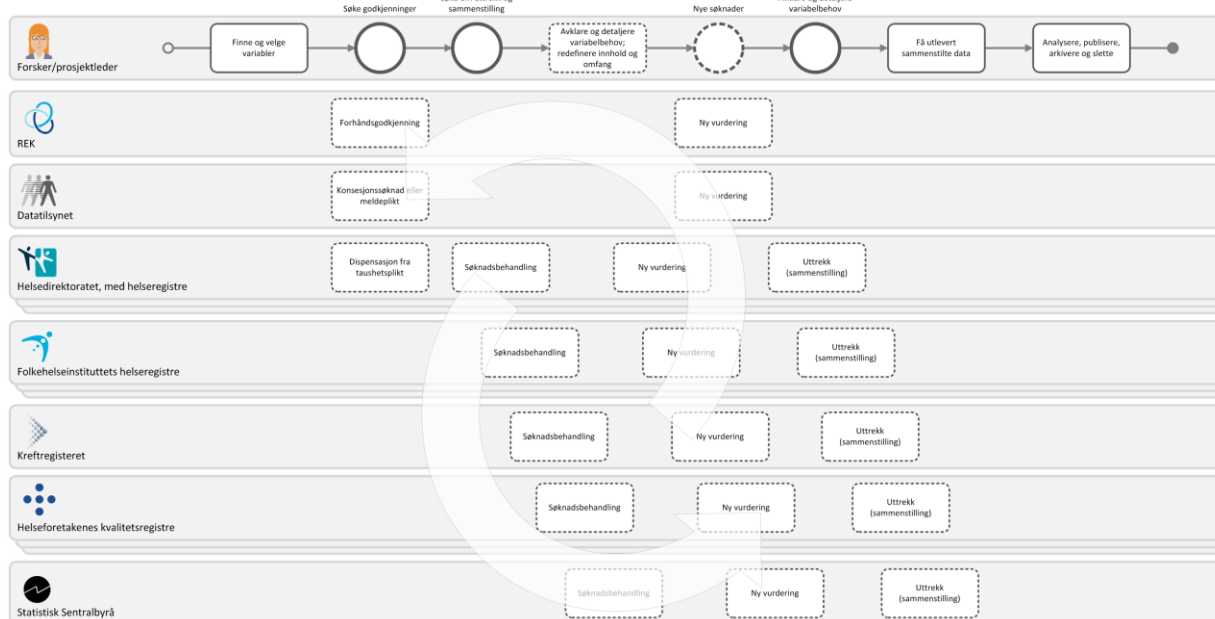 Søke godkjenninger
sammenstilling
Nye søknader
variabelbehov
Finne og velge
variabler
Avklare og detaljere
variabelbehov;
redefinere innhold og
omfang
Få utlevert
sammenstilte data
Analysere, publisere,
arkivere og slette
Forsker/prosjektleder
Forhåndsgodkjenning
Ny vurdering
REK
Konsesjonssøknad eller
meldeplikt
Ny vurdering
Datatilsynet
Dispensasjon fra
taushetsplikt
Søknadsbehandling
Ny vurdering
Uttrekk
(sammenstilling)
Helsedirektoratet, med helseregistre
Søknadsbehandling
Ny vurdering
Uttrekk
(sammenstilling)
Folkehelseinstituttets helseregistre
Søknadsbehandling
Ny vurdering
Uttrekk
(sammenstilling)
Kreftregisteret
Søknadsbehandling
Ny vurdering
Uttrekk
(sammenstilling)
Helseforetakenes kvalitetsregistre
Søknadsbehandling
Ny vurdering
Uttrekk
(sammenstilling)
Statistisk Sentralbyrå